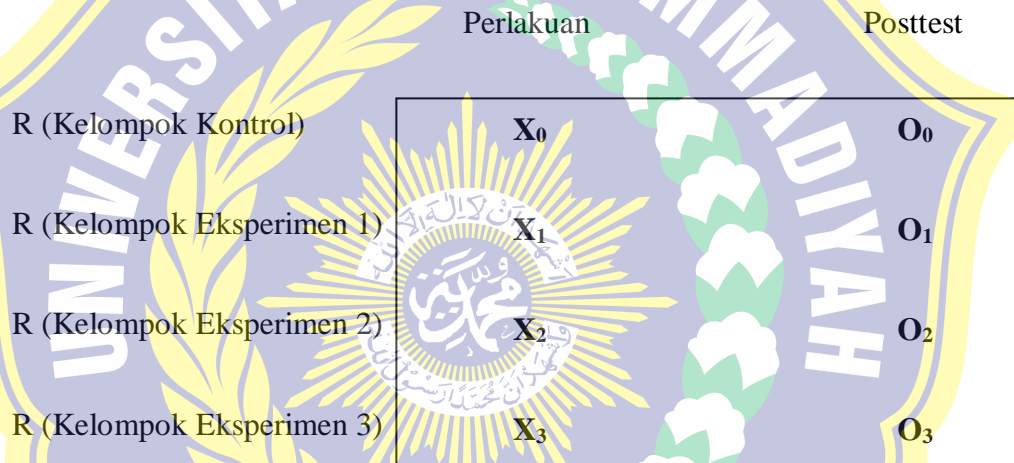 Perlakuan Posttest
R (Kelompok Kontrol) X₀ O₀
R (Kelompok Eksperimen 1) X₁ O₁
R (Kelompok Eksperimen 2) X₂ O₂
R (Kelompok Eksperimen 3) X₃ O₃